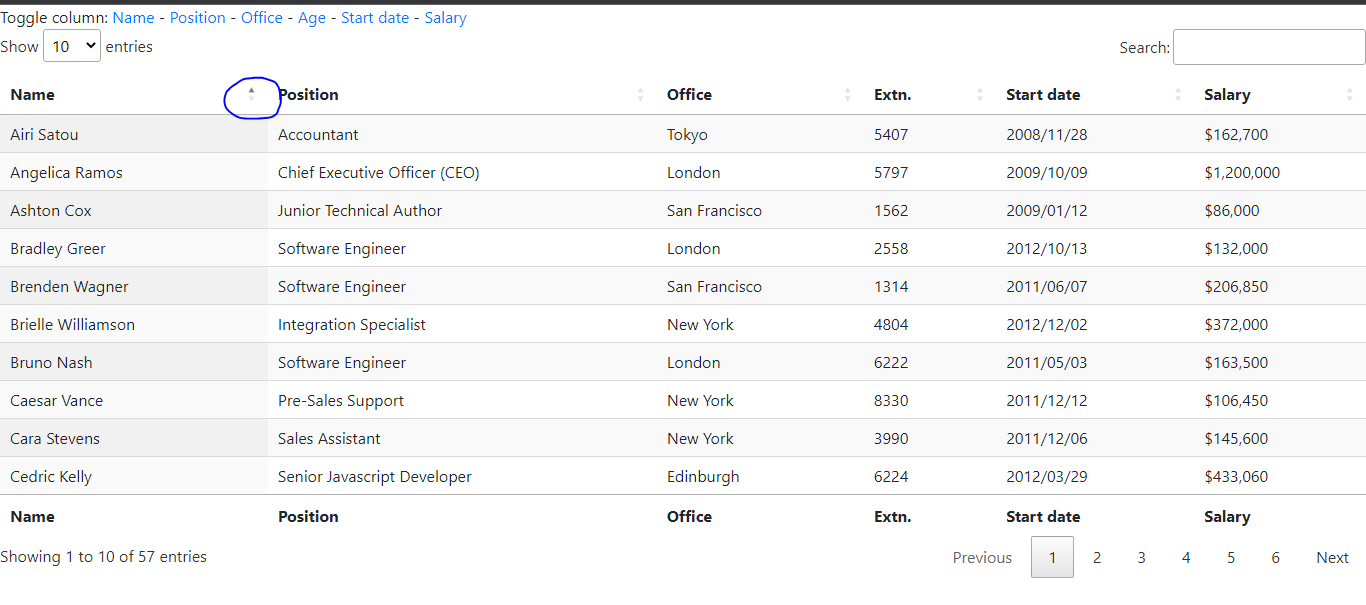 Toggle column: Name - Position - Office - Age - Start date - Salary
Show 10 entries Search:
Name Position Office Extn. Start date Salary
Airi Satou Accountant Tokyo 5407 2008/11/28 $162,700
Angelica Ramos Chief Executive Officer (CEO) London 5797 2009/10/09 $1,200,000
Ashton Cox Junior Technical Author San Francisco 1562 2009/01/12 $86,000
Bradley Greer Software Engineer London 2558 2012/10/13 $132,000
Brenden Wagner Software Engineer San Francisco 1314 2011/06/07 $206,850
Brielle Williamson Integration Specialist New York 4804 2012/12/02 $372,000
Bruno Nash Software Engineer London 6222 2011/05/03 $163,500
Caesar Vance Pre-Sales Support New York 8330 2011/12/12 $106,450
Cara Stevens Sales Assistant New York 3990 2011/12/06 $145,600
Cedric Kelly Senior Javascript Developer Edinburgh 6224 2012/03/29 $433,060
Name Position Office Extn. Start date Salary
Showing 1 to 10 of 57 entries Previous 1 2 3 4 5 6 Next